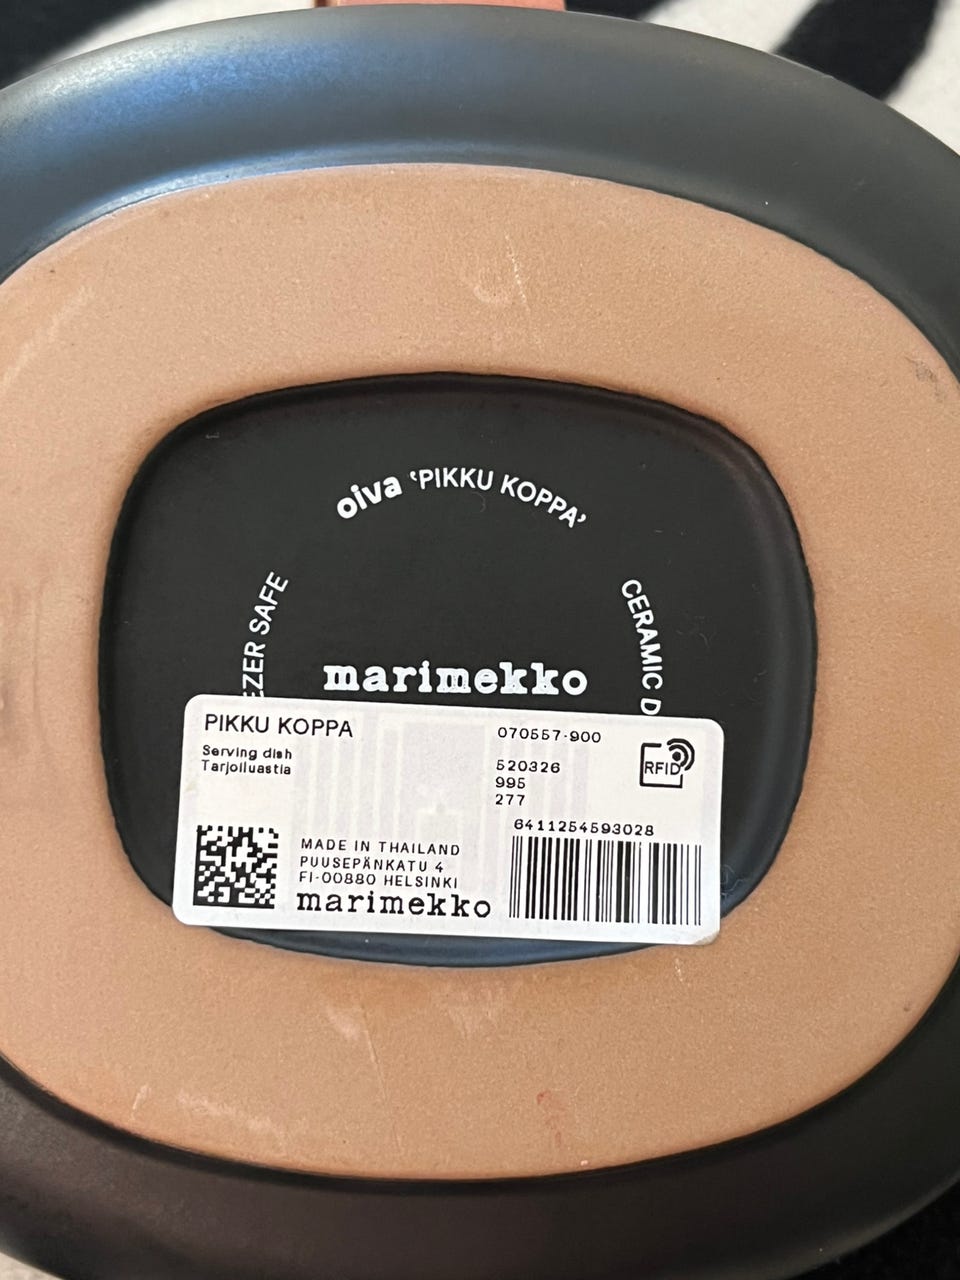 oiva ‘PIKKU KOPPA’
SAFE
CERAMIC
marimekko
PIKKU KOPPA
Serving dish
Tarjoiluastia
070557-900
520326
995
277
RFID
6411254593028
MADE IN THAILAND
PUUSEPÄNKATU 4
FI-00880 HELSINKI
marimekko